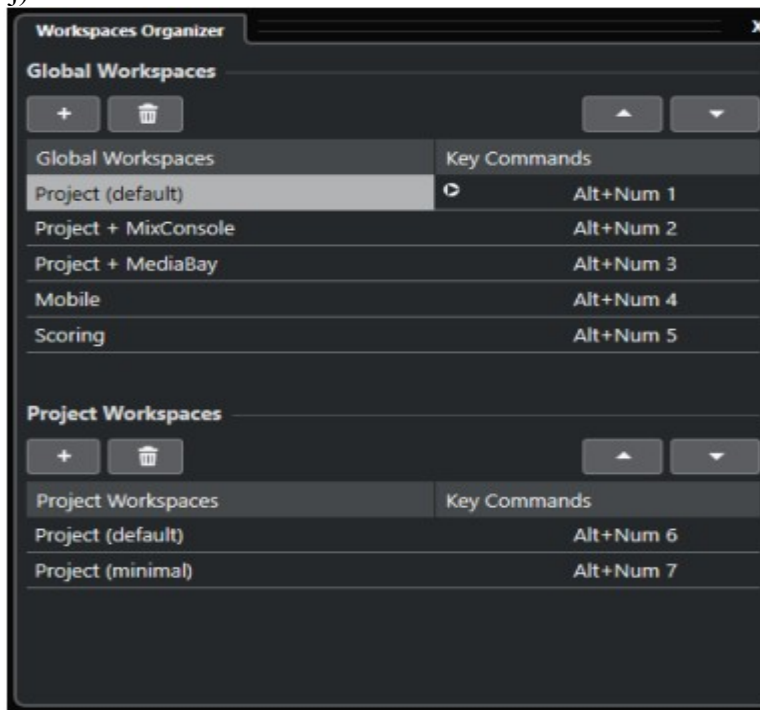 j)
Workspaces Organizer x
Global Workspaces
+
Global Workspaces Key Commands
Project (default) Alt+Num 1
Project + MixConsole Alt+Num 2
Project + MediaBay Alt+Num 3
Mobile Alt+Num 4
Scoring Alt+Num 5
Project Workspaces
+
Project Workspaces Key Commands
Project (default) Alt+Num 6
Project (minimal) Alt+Num 7